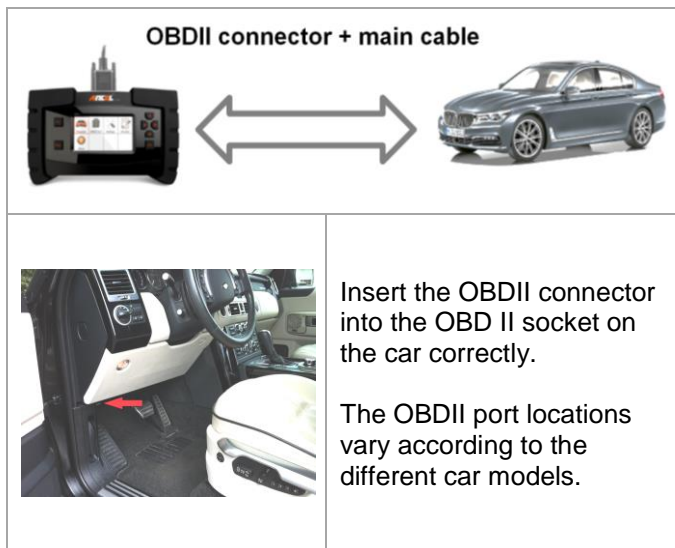 OBDII connector + main cable
ANCEL
Insert the OBDII connector
into the OBD II socket on
the car correctly.
The OBDII port locations
vary according to the
different car models.